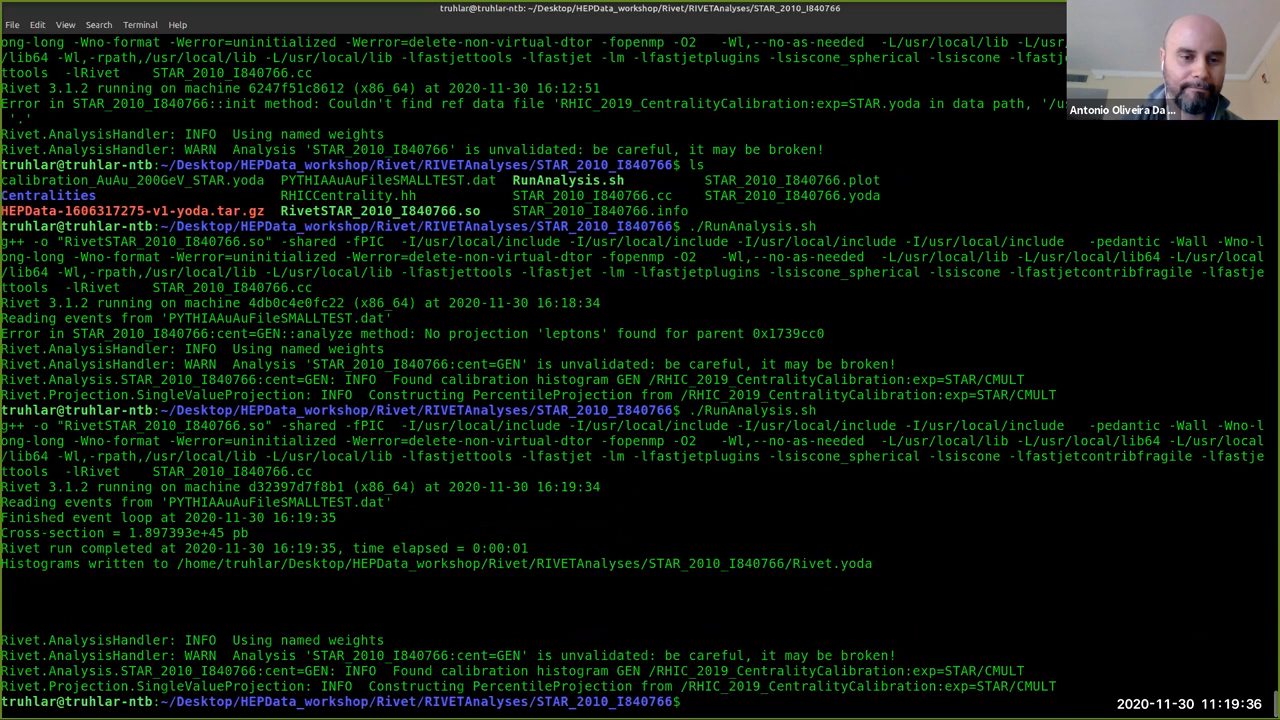 truhlar@truhlar-ntb: ~/Desktop/HEPData_workshop/Rivet/RIVETAnalyses/STAR_2010_I840766
File Edit View Search Terminal Help
ong-long -Wno-format -Werror=uninitialized -Werror=delete-non-virtual-dtor -fopenmp -O2 -Wl,--no-as-needed -L/usr/local/lib -L/usr/loc
/lib64 -Wl,-rpath,/usr/local/lib -L/usr/local/lib -lfastjettools -lfastjet -lm -lfastjetplugins -lsiscone_spherical -lsis
ttools -lRivet STAR_2010_I840766.cc
Rivet 3.1.2 running on machine 6247f51c8612 (x86_64) at 2020-11-30 16:12:51
Error in STAR_2010_I840766::init method: Couldn't find ref data file 'RHIC_2019_CentralityCalibration:exp=STAR.yoda in data path, '/u
'.'
Rivet.AnalysisHandler: INFO Using named weights
Rivet.AnalysisHandler: WARN Analysis 'STAR_2010_I840766' is unvalidated: be careful, it may be broken!
truhlar@truhlar-ntb:~/Desktop/HEPData_workshop/Rivet/RIVETAnalyses/STAR_2010_I840766$ ls
calibration_AuAu_200GeV_STAR.yoda PYTHIAAuAuFileSMALLTEST.dat RunAnalysis.sh STAR_2010_I840766.plot
Centralities RHICCentrality.hh STAR_2010_I840766.cc STAR_2010_I840766.yoda
HEPData-1606317275-v1-yoda.tar.gz RivetSTAR_2010_I840766.so STAR_2010_I840766.info
truhlar@truhlar-ntb:~/Desktop/HEPData_workshop/Rivet/RIVETAnalyses/STAR_2010_I840766$ ./RunAnalysis.sh
g++ -o "RivetSTAR_2010_I840766.so" -shared -fPIC -I/usr/local/include -I/usr/local/include -I/usr/local/include -pedantic -Wall -Wno-l
ong-long -Wno-format -Werror=uninitialized -Werror=delete-non-virtual-dtor -fopenmp -O2 -Wl,--no-as-needed -L/usr/local/lib -L/usr/local
/lib64 -Wl,-rpath,/usr/local/lib -L/usr/local/lib -lfastjettools -lfastjet -lm -lfastjetplugins -lsiscone_spherical -lsiscone -lfastjetcontribfragile -lfastje
ttools -lRivet STAR_2010_I840766.cc
Rivet 3.1.2 running on machine 4db0c4e0fc22 (x86_64) at 2020-11-30 16:18:34
Reading events from 'PYTHIAAuAuFileSMALLTEST.dat'
Error in STAR_2010_I840766:cent=GEN::analyze method: No projection 'leptons' found for parent 0x1739cc0
Rivet.AnalysisHandler: INFO Using named weights
Rivet.AnalysisHandler: WARN Analysis 'STAR_2010_I840766:cent=GEN' is unvalidated: be careful, it may be broken!
Rivet.Analysis.STAR_2010_I840766:cent=GEN: INFO Found calibration histogram GEN /RHIC_2019_CentralityCalibration:exp=STAR/CMULT
Rivet.Projection.SingleValueProjection: INFO Constructing PercentileProjection from /RHIC_2019_CentralityCalibration:exp=STAR/CMULT
truhlar@truhlar-ntb:~/Desktop/HEPData_workshop/Rivet/RIVETAnalyses/STAR_2010_I840766$ ./RunAnalysis.sh
g++ -o "RivetSTAR_2010_I840766.so" -shared -fPIC -I/usr/local/include -I/usr/local/include -I/usr/local/include -pedantic -Wall -Wno-l
ong-long -Wno-format -Werror=uninitialized -Werror=delete-non-virtual-dtor -fopenmp -O2 -Wl,--no-as-needed -L/usr/local/lib -L/usr/local
/lib64 -Wl,-rpath,/usr/local/lib -L/usr/local/lib -lfastjettools -lfastjet -lm -lfastjetplugins -lsiscone_spherical -lsiscone -lfastjetcontribfragile -lfastje
ttools -lRivet STAR_2010_I840766.cc
Rivet 3.1.2 running on machine d32397d7f8b1 (x86_64) at 2020-11-30 16:19:34
Reading events from 'PYTHIAAuAuFileSMALLTEST.dat'
Finished event loop at 2020-11-30 16:19:35
Cross-section = 1.897393e+45 pb
Rivet run completed at 2020-11-30 16:19:35, time elapsed = 0:00:01
Histograms written to /home/truhlar/Desktop/HEPData_workshop/Rivet/RIVETAnalyses/STAR_2010_I840766/Rivet.yoda
Rivet.AnalysisHandler: INFO Using named weights
Rivet.AnalysisHandler: WARN Analysis 'STAR_2010_I840766:cent=GEN' is unvalidated: be careful, it may be broken!
Rivet.Analysis.STAR_2010_I840766:cent=GEN: INFO Found calibration histogram GEN /RHIC_2019_CentralityCalibration:exp=STAR/CMULT
Rivet.Projection.SingleValueProjection: INFO Constructing PercentileProjection from /RHIC_2019_CentralityCalibration:exp=STAR/CMULT
truhlar@truhlar-ntb:~/Desktop/HEPData_workshop/Rivet/RIVETAnalyses/STAR_2010_I840766$
Antonio Oliveira Da ...
2020-11-30 11:19:36